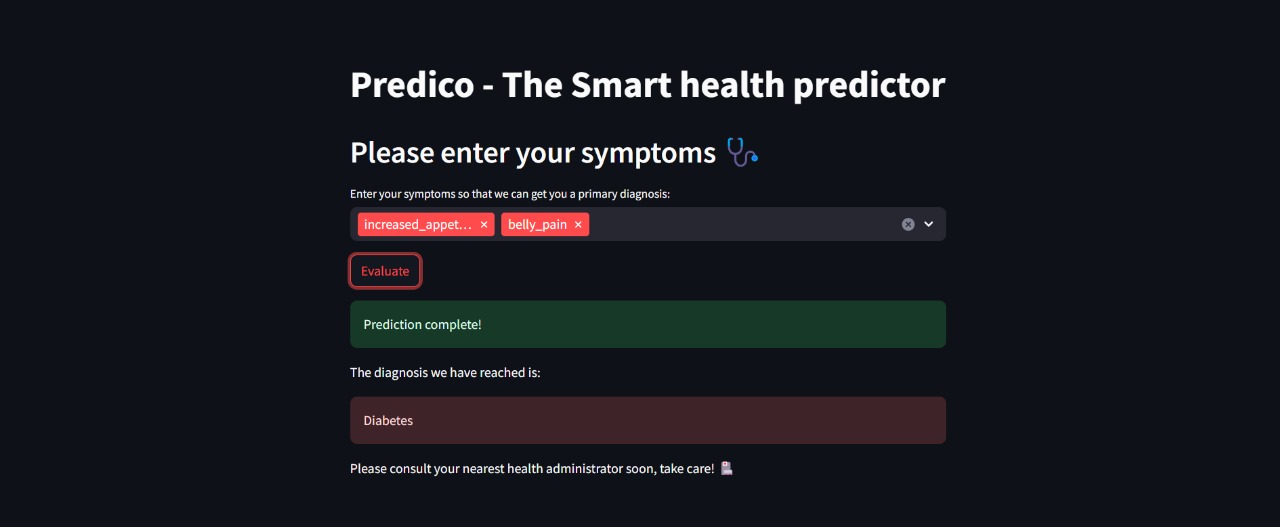 Predico - The Smart health predictor
Please enter your symptoms
Enter your symptoms so that we can get you a primary diagnosis:
increased_appet... × belly_pain ×
Evaluate
Prediction complete!
The diagnosis we have reached is:
Diabetes
Please consult your nearest health administrator soon, take care!